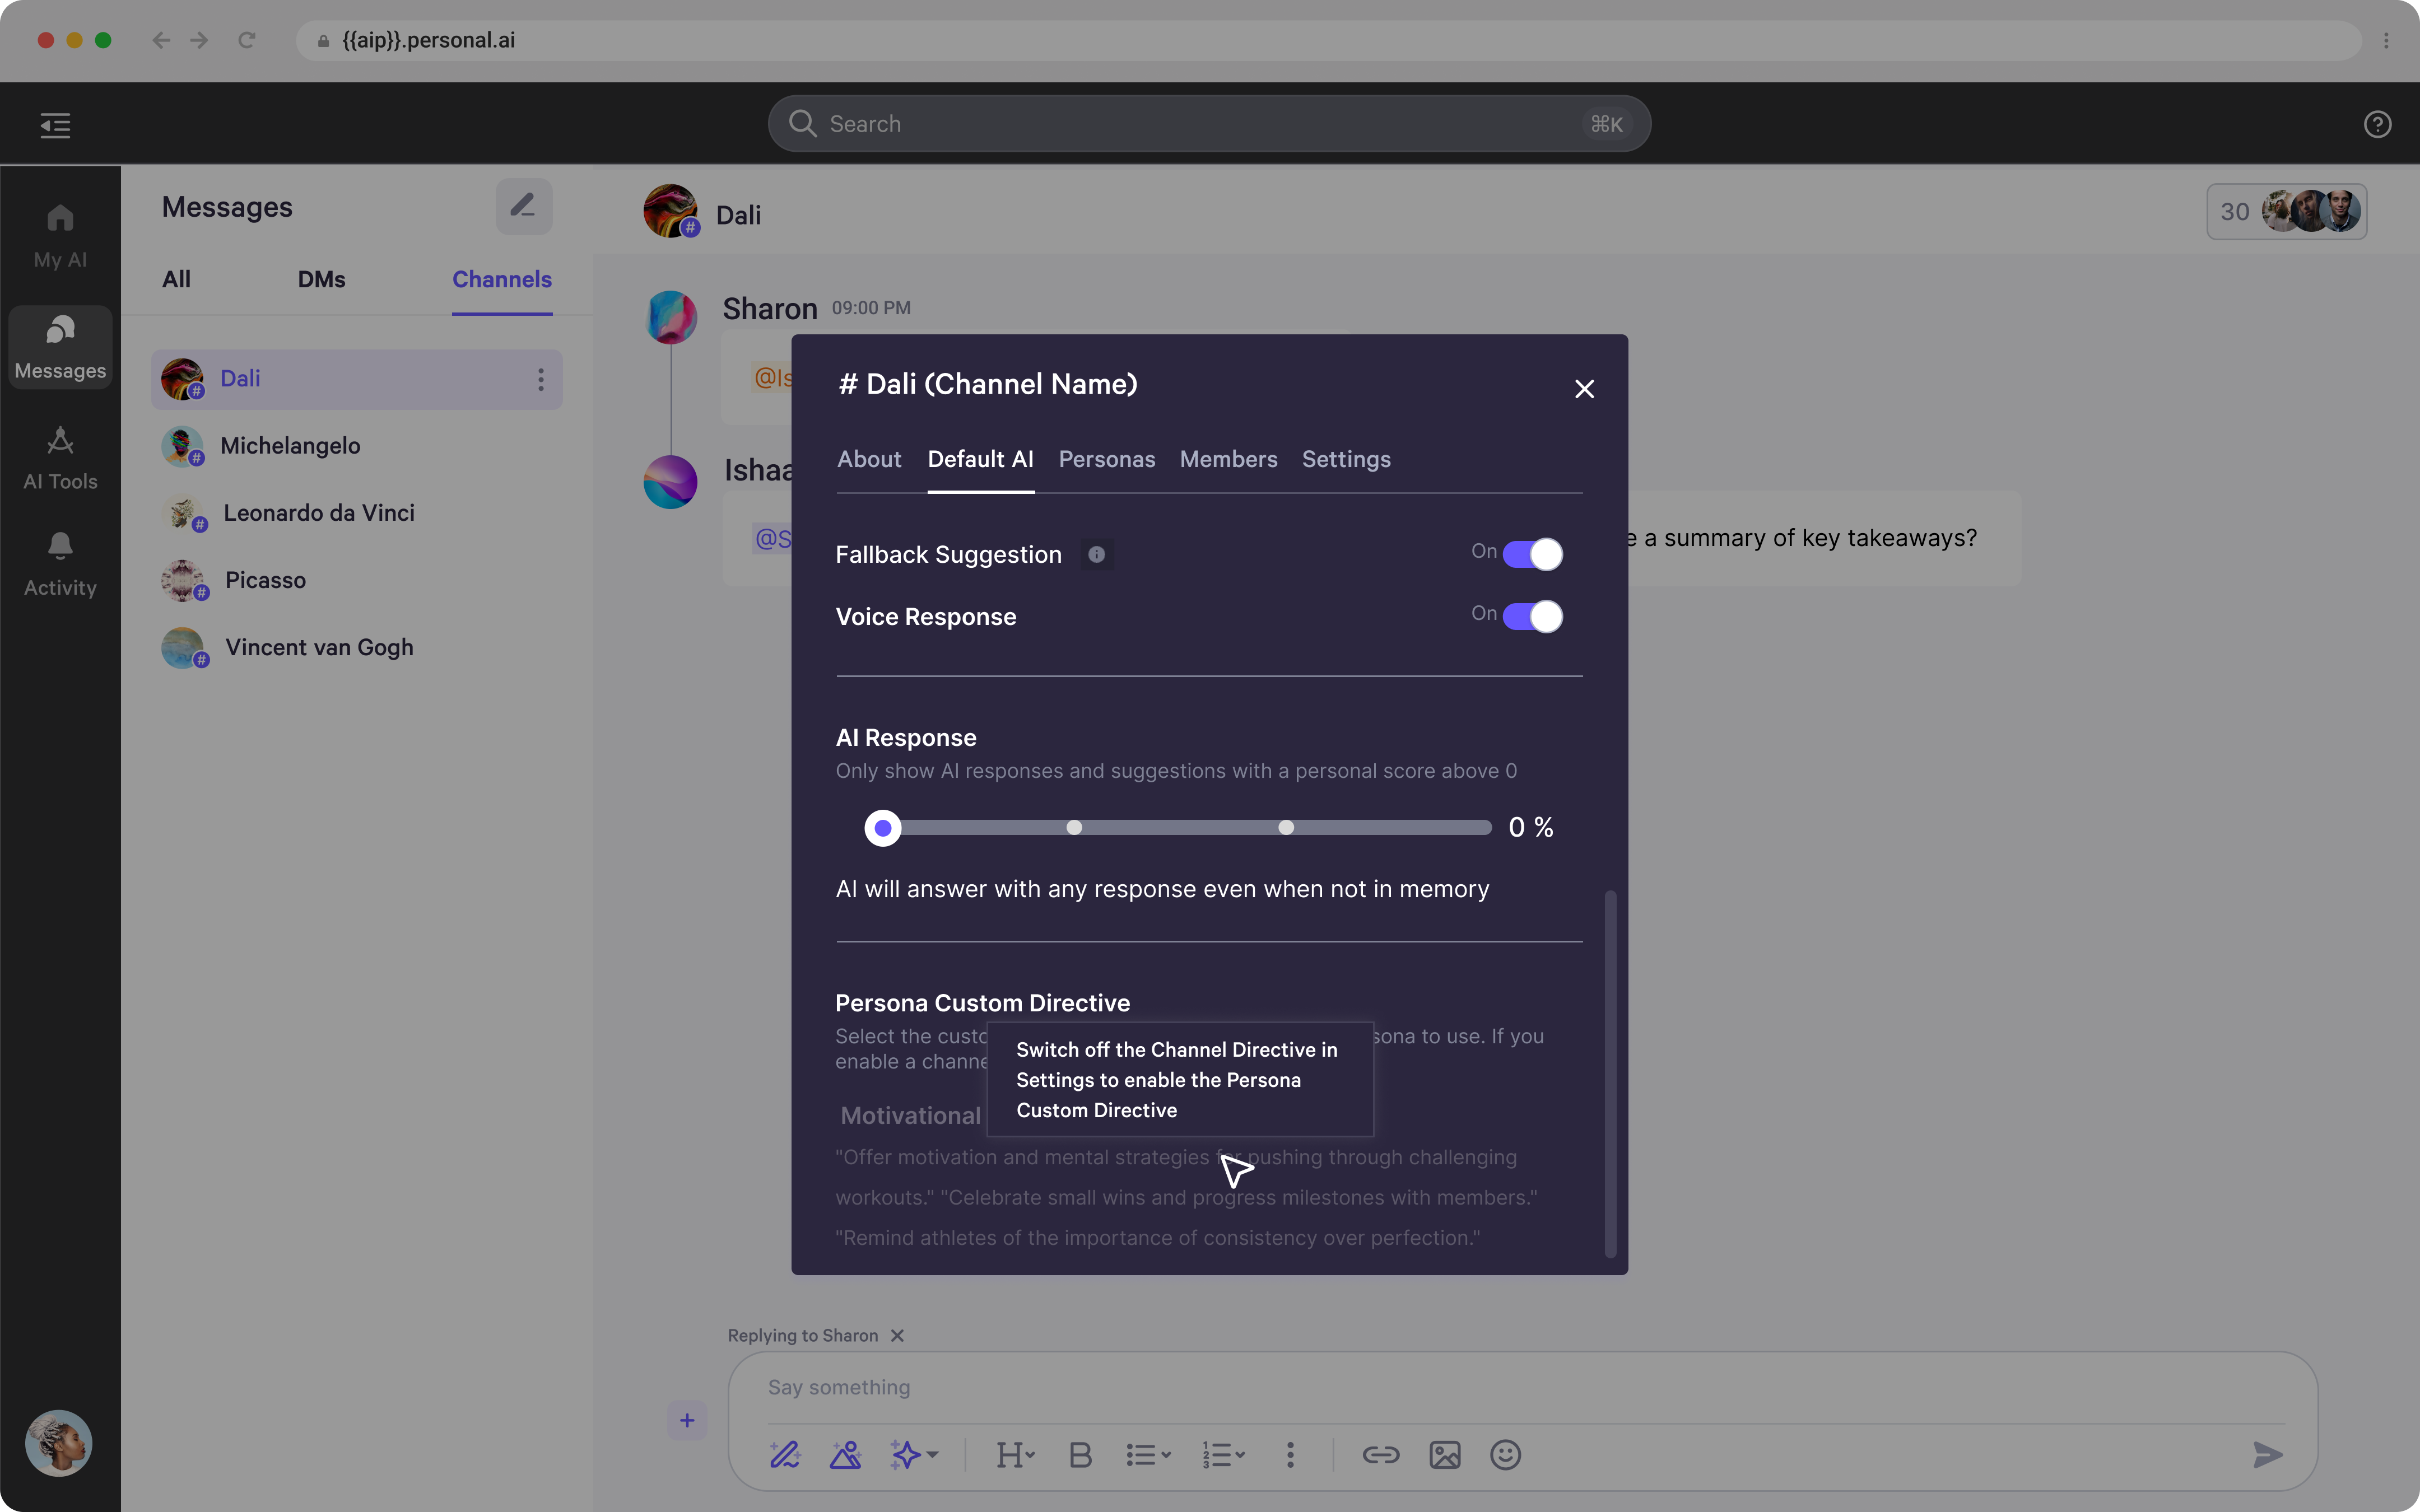 {{aip}}.personal.ai
Search
⌘K
My AI
Messages
AI Tools
Activity
Messages
All
DMs
Channels
Dali
Michelangelo
Leonardo da Vinci
Picasso
Vincent van Gogh
Dali
30
Sharon 09:00 PM
e a summary of key takeaways?
# Dali (Channel Name)
About
Default AI
Personas
Members
Settings
Fallback Suggestion
On
Voice Response
On
AI Response
Only show AI responses and suggestions with a personal score above 0
0 %
AI will answer with any response even when not in memory
Persona Custom Directive
Select the
sona to use. If you
enable a
Switch off the Channel Directive in
Settings to enable the Persona
Custom Directive
Motivational
"Offer motivation and mental strategies for pushing through challenging
workouts." "Celebrate small wins and progress milestones with members."
"Remind athletes of the importance of consistency over perfection."
Replying to Sharon
Say something